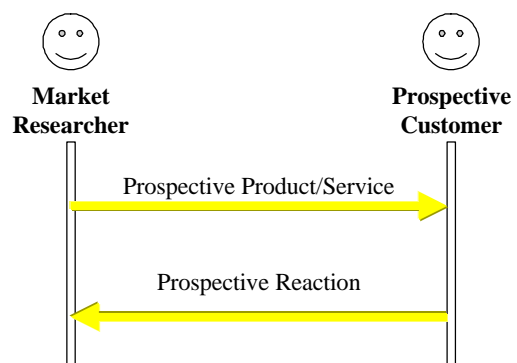 Market
Researcher
Prospective
Customer
Prospective Product/Service
Prospective Reaction